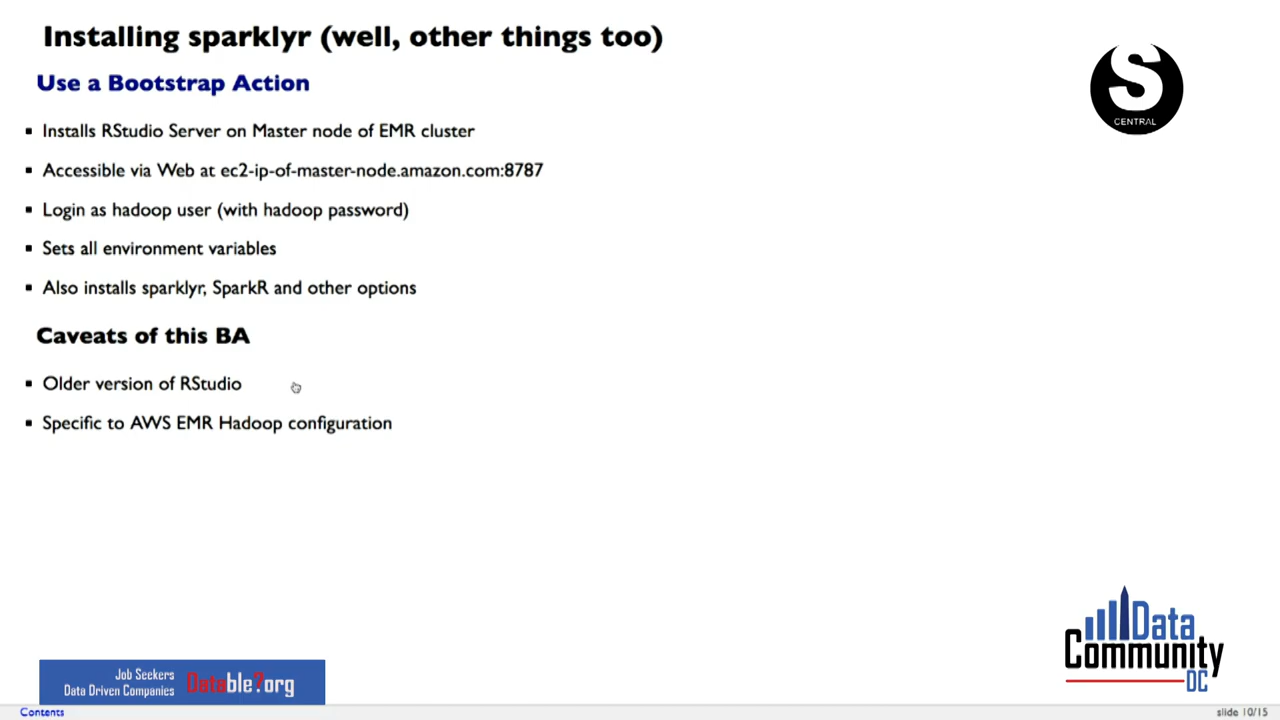 Installing sparklyr (well, other things too)
Use a Bootstrap Action
Installs RStudio Server on Master node of EMR cluster
Accessible via Web at ec2-ip-of-master-node.amazon.com:8787
Login as hadoop user (with hadoop password)
Sets all environment variables
Also installs sparklyr, SparkR and other options
Caveats of this BA
Older version of RStudio
Specific to AWS EMR Hadoop configuration
S
CENTRAL
Data
Community
DC
Job Seekers
Data Driven Companies
Datable?org
Contents
slide 10/15